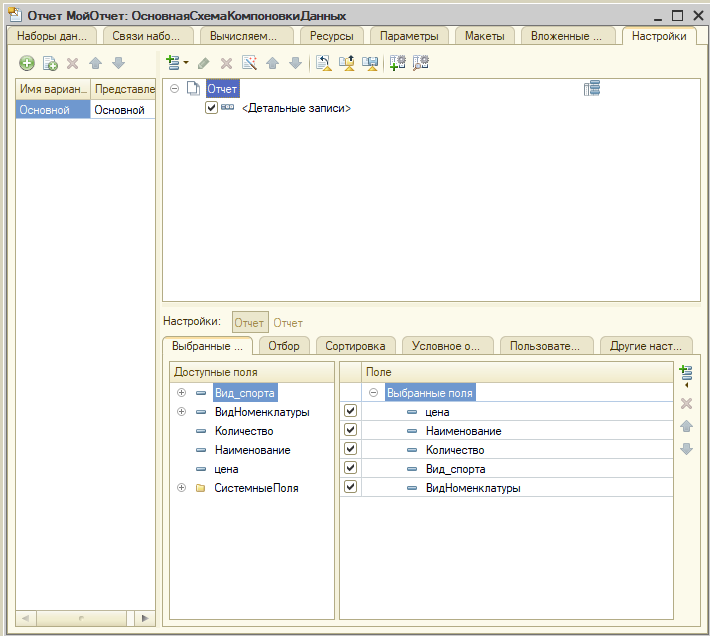 Отчет МойОтчет: ОсновнаяСхемаКомпоновкиДанных
Наборы дан... Связи набо... Вычисляем... Ресурсы Параметры Макеты Вложенные ... Настройки
Имя вариан... Представле
Основной Основной
Отчет
<Детальные записи>
Настройки: Отчет Отчет
Выбранные ... Отбор Сортировка Условное о... Пользовате... Другие наст...
Доступные поля
Вид_спорта
ВидНоменклатуры
Количество
Наименование
цена
СистемныеПоля
Поле
Выбранные поля
цена
Наименование
Количество
Вид_спорта
ВидНоменклатуры